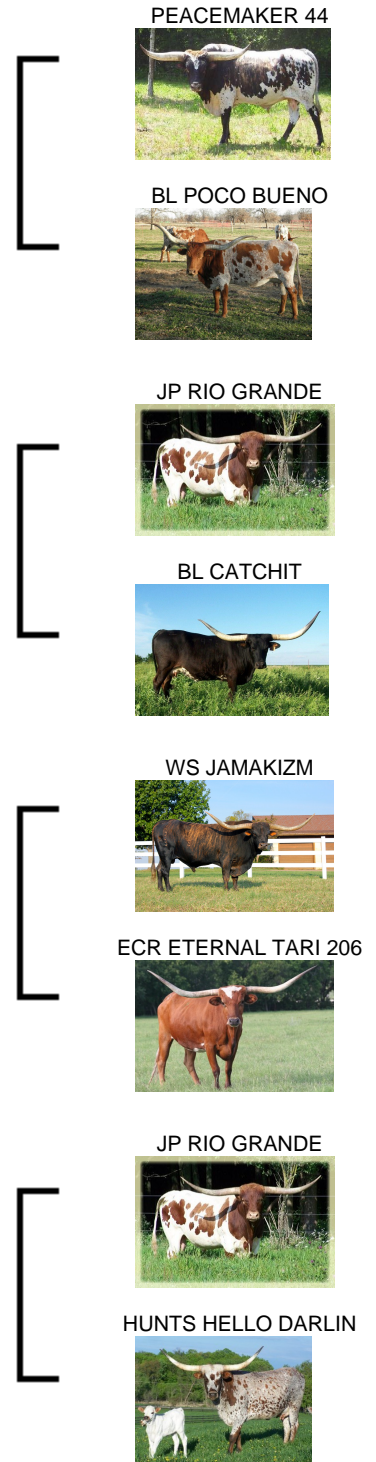 PEACEMAKER 44
BL POCO BUENO
JP RIO GRANDE
BL CATCHIT
WS JAMAKIZM
ECR ETERNAL TARI 206
JP RIO GRANDE
HUNTS HELLO DARLIN